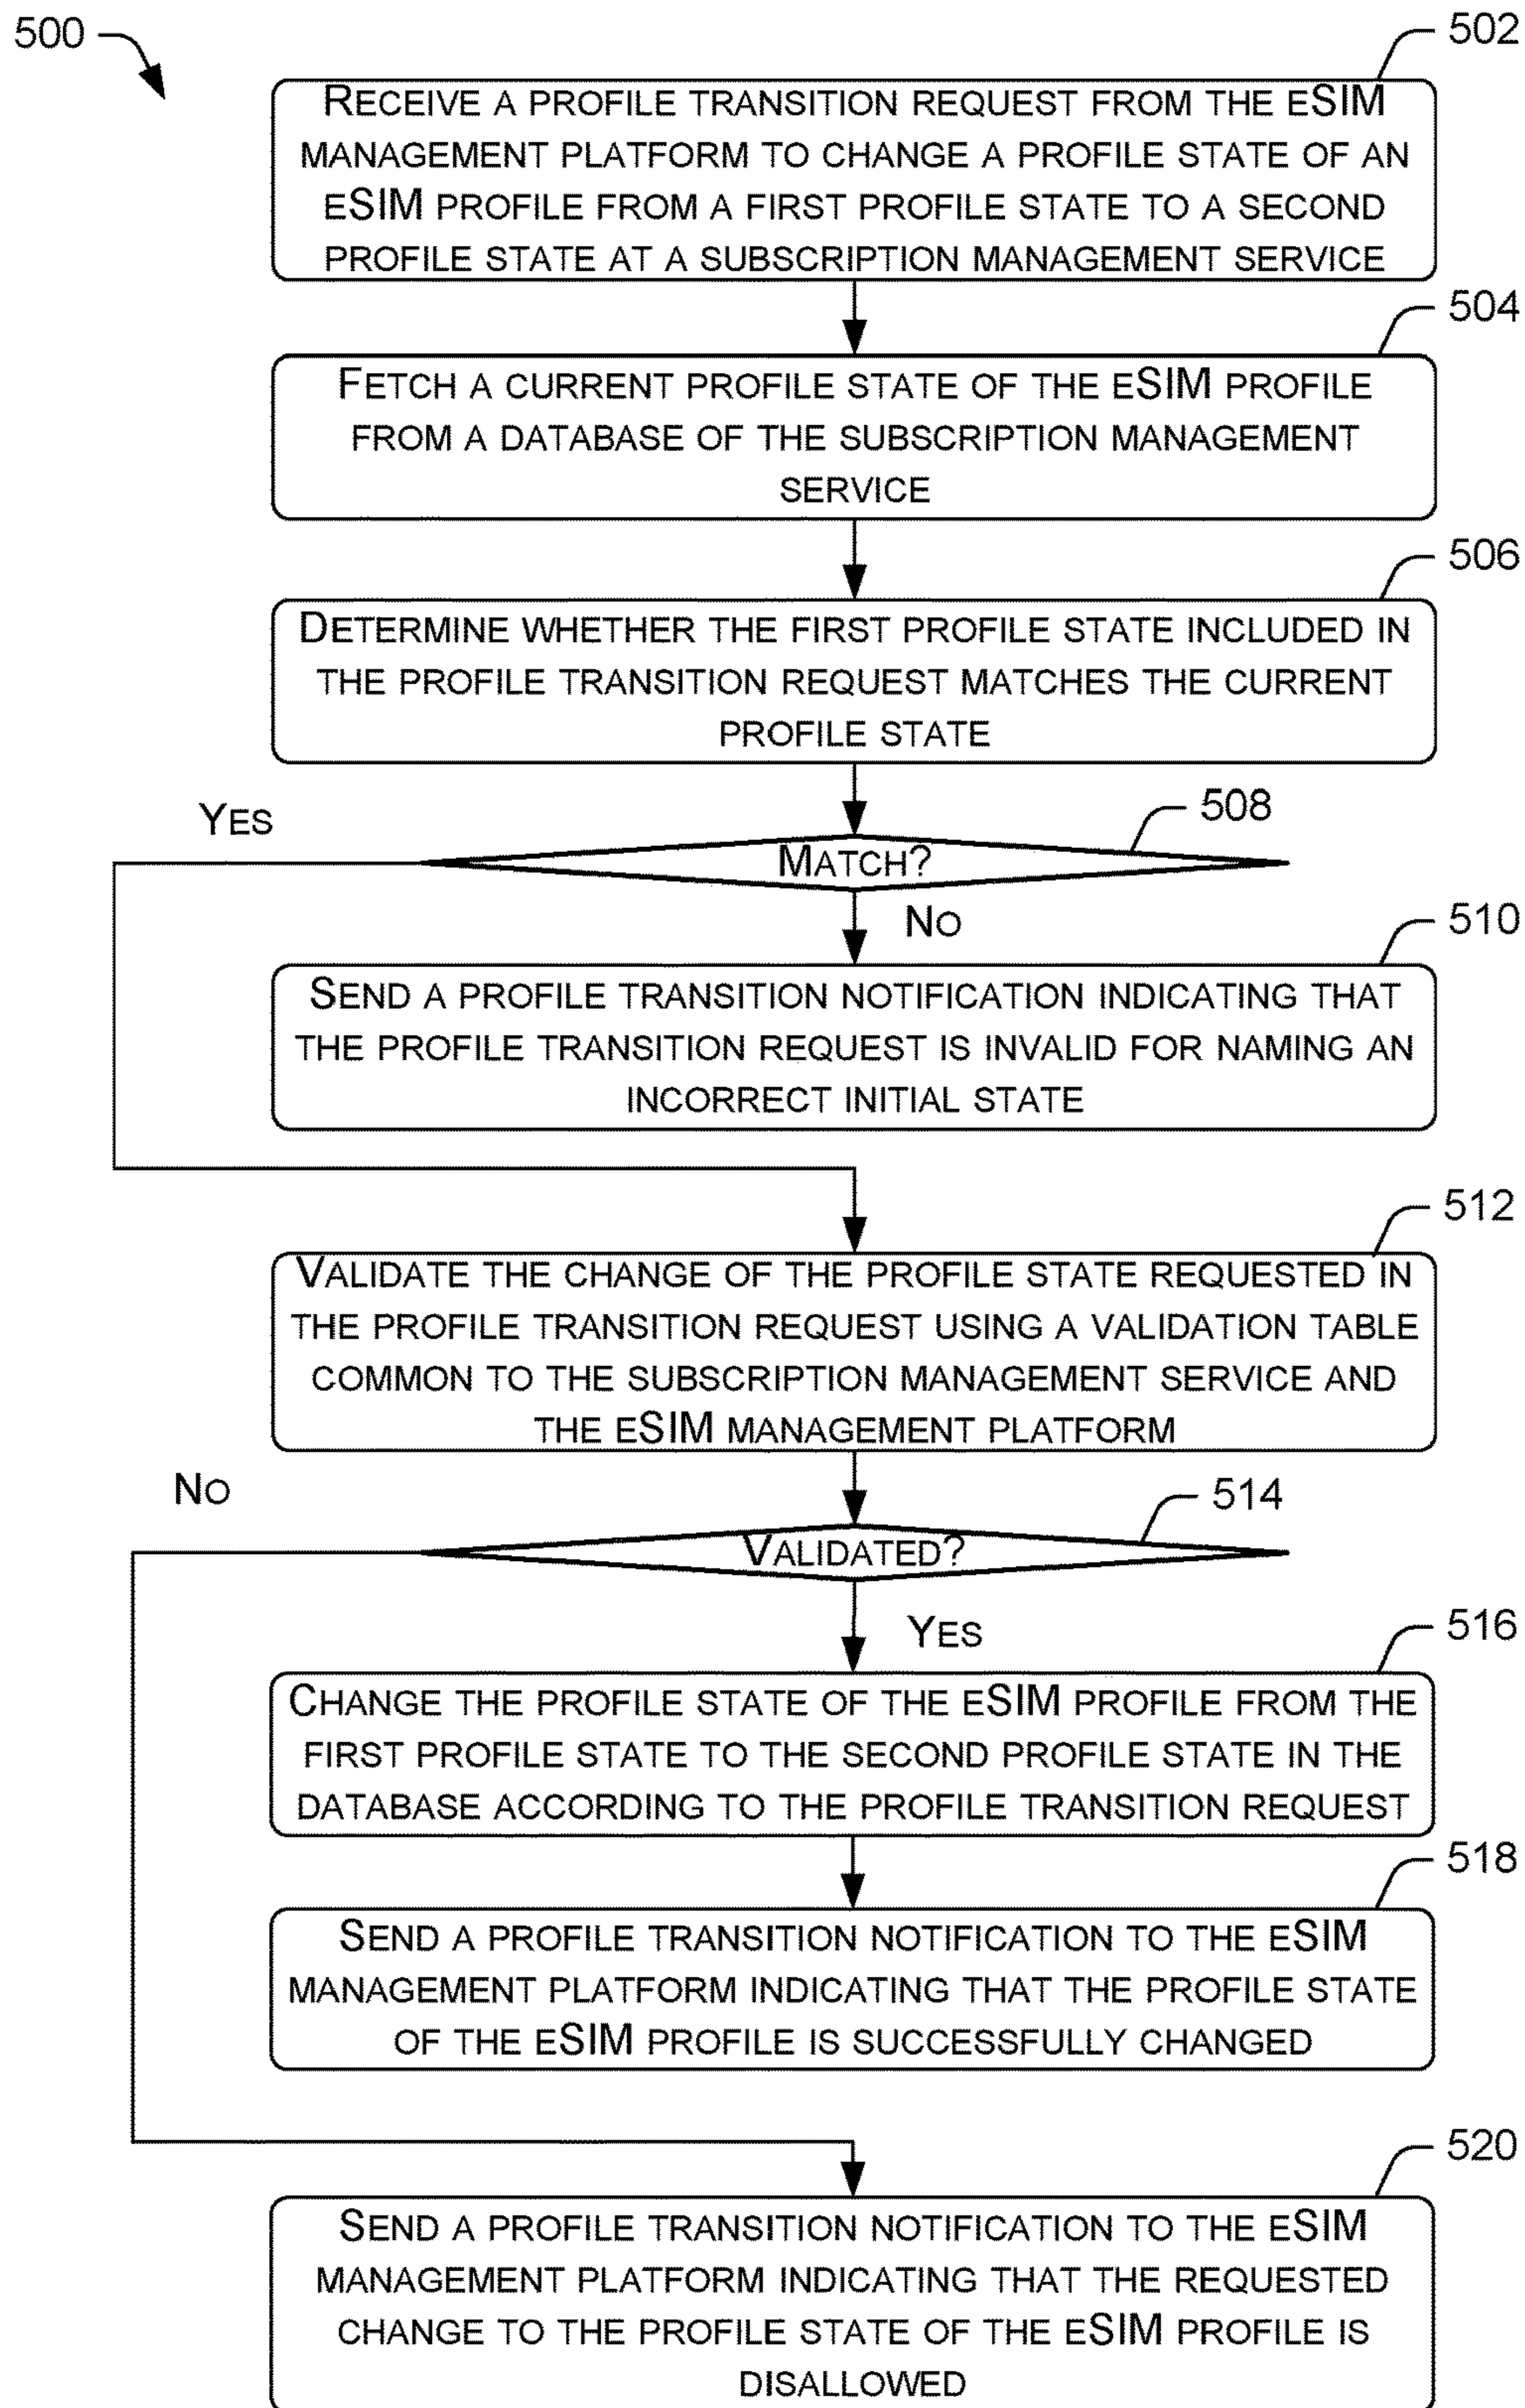 500
502
RECEIVE A PROFILE TRANSITION REQUEST FROM THE ESIM
MANAGEMENT PLATFORM TO CHANGE A PROFILE STATE OF AN
ESIM PROFILE FROM A FIRST PROFILE STATE TO A SECOND
PROFILE STATE AT A SUBSCRIPTION MANAGEMENT SERVICE
504
FETCH A CURRENT PROFILE STATE OF THE ESIM PROFILE
FROM A DATABASE OF THE SUBSCRIPTION MANAGEMENT
SERVICE
506
DETERMINE WHETHER THE FIRST PROFILE STATE INCLUDED IN
THE PROFILE TRANSITION REQUEST MATCHES THE CURRENT
PROFILE STATE
YES
508
MATCH?
NO
510
SEND A PROFILE TRANSITION NOTIFICATION INDICATING THAT
THE PROFILE TRANSITION REQUEST IS INVALID FOR NAMING AN
INCORRECT INITIAL STATE
512
VALIDATE THE CHANGE OF THE PROFILE STATE REQUESTED IN
THE PROFILE TRANSITION REQUEST USING A VALIDATION TABLE
COMMON TO THE SUBSCRIPTION MANAGEMENT SERVICE AND
THE ESIM MANAGEMENT PLATFORM
NO
514
VALIDATED?
YES
516
CHANGE THE PROFILE STATE OF THE ESIM PROFILE FROM THE
FIRST PROFILE STATE TO THE SECOND PROFILE STATE IN THE
DATABASE ACCORDING TO THE PROFILE TRANSITION REQUEST
518
SEND A PROFILE TRANSITION NOTIFICATION TO THE ESIM
MANAGEMENT PLATFORM INDICATING THAT THE PROFILE STATE
OF THE ESIM PROFILE IS SUCCESSFULLY CHANGED
520
SEND A PROFILE TRANSITION NOTIFICATION TO THE ESIM
MANAGEMENT PLATFORM INDICATING THAT THE REQUESTED
CHANGE TO THE PROFILE STATE OF THE ESIM PROFILE IS
DISALLOWED